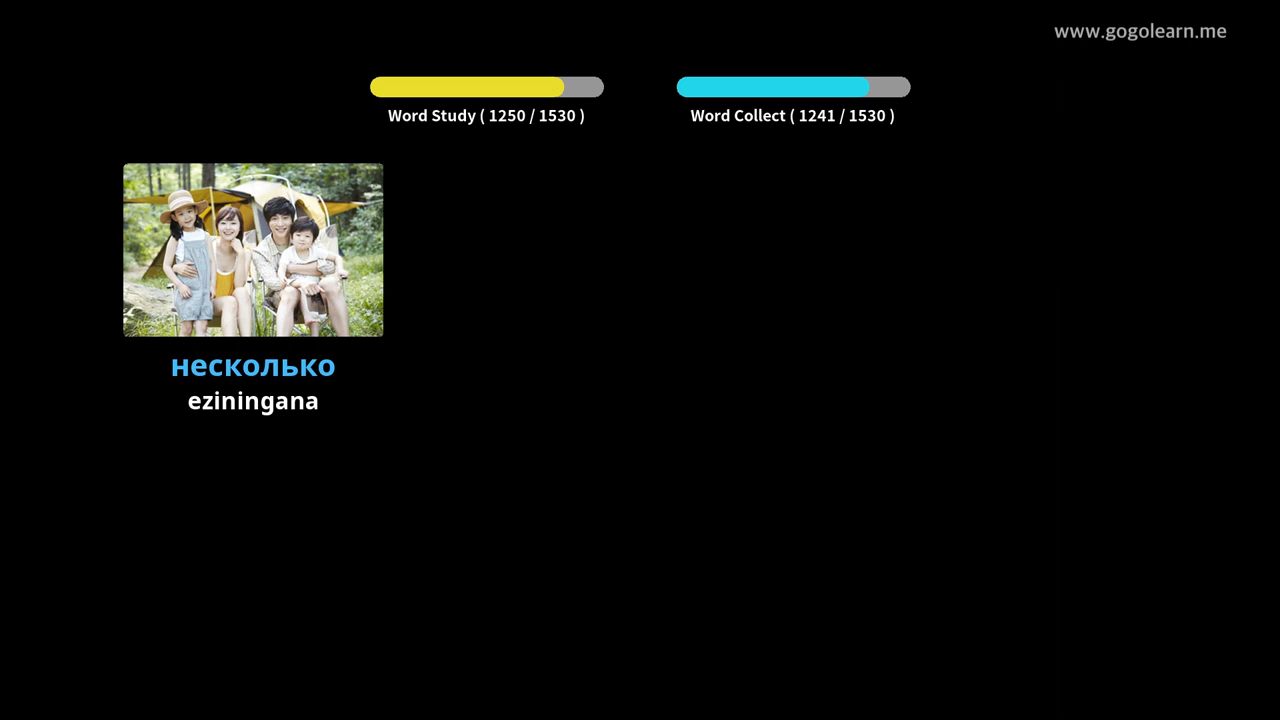 www.gogolearn.me
Word Study ( 1250 / 1530 )
Word Collect ( 1241 / 1530 )
несколько
eziningana